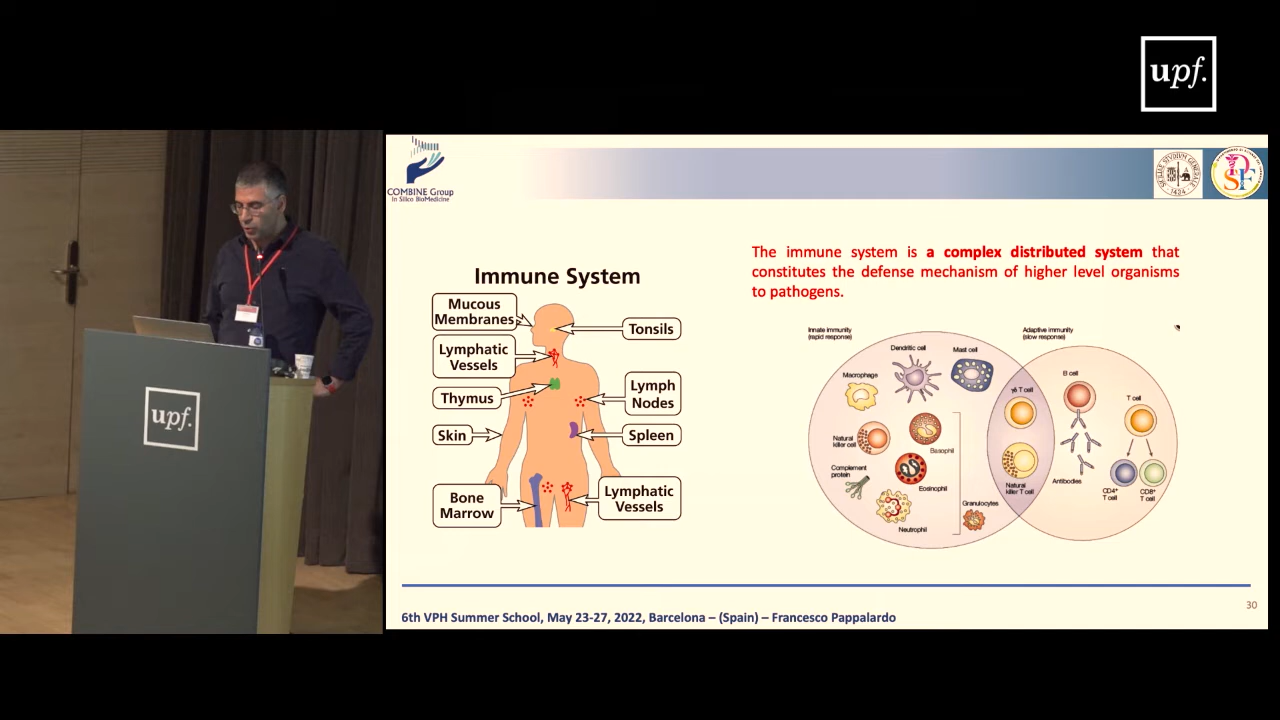 upf.
COMBINE Group
In Silico BioMedicine
Immune System
Mucous
Membranes
Tonsils
Lymphatic
Vessels
Thymus
Lymph
Nodes
Skin
Spleen
Bone
Marrow
Lymphatic
Vessels
The immune system is a complex distributed system that
constitutes the defense mechanism of higher level organisms
to pathogens.
Innate immunity
(rapid response)
Adaptive immunity
(slow response)
Dendritic cell
Mast cell
Macrophage
γδ T cell
B cell
T cell
Natural
killer cell
Basophil
Complement
protein
Eosinophil
Natural
killer T cell
Antibodies
CD4+
T cell
CD8+
T cell
Granulocytes
Neutrophil
upf.
30
6th VPH Summer School, May 23-27, 2022, Barcelona – (Spain) – Francesco Pappalardo